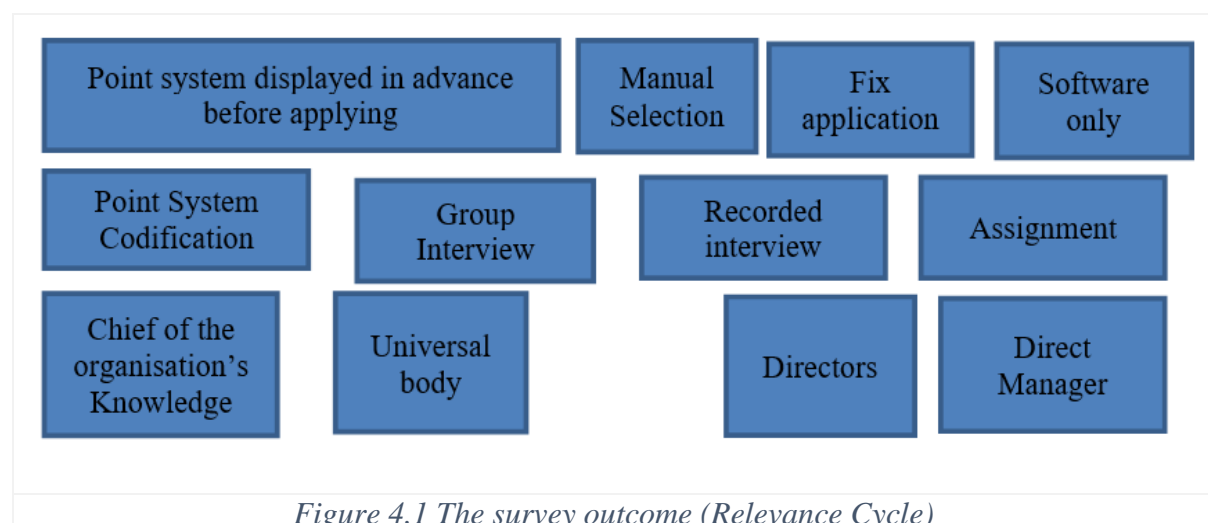 Point system displayed in advance
before applying
Manual
Selection
Fix
application
Software
only
Point System
Codification
Group
Interview
Recorded
interview
Assignment
Chief of the
organisation’s
Knowledge
Universal
body
Directors
Direct
Manager
Figure 4.1 The survey outcome (Relevance Cycle)